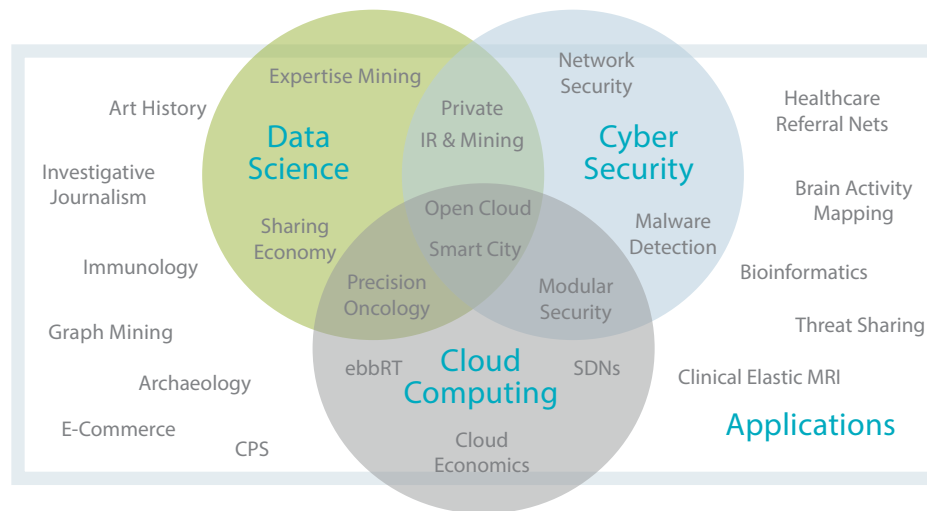 Expertise Mining
Network
Security
Private
IR & Mining
Data
Science
Cyber
Security
Art History
Healthcare
Referral Nets
Investigative
Journalism
Brain Activity
Mapping
Open Cloud
Smart City
Sharing
Economy
Malware
Detection
Immunology
Bioinformatics
Precision
Oncology
Modular
Security
Graph Mining
Threat Sharing
ebbRT
Cloud
Computing
SDNs
Archaeology
Clinical Elastic MRI
E-Commerce
CPS
Cloud
Economics
Applications